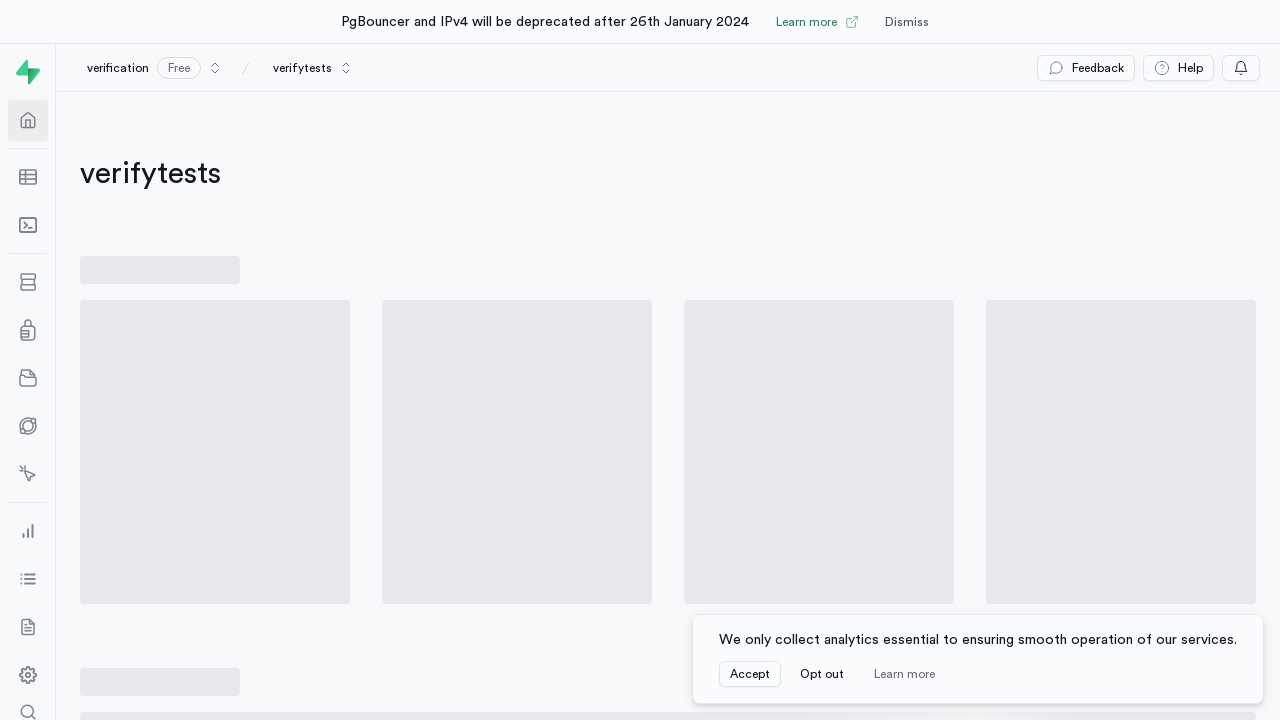 PgBouncer and IPv4 will be deprecated after 26th January 2024 Learn more Dismiss
verification Free / verifytests Feedback Help
verifytests
We only collect analytics essential to ensuring smooth operation of our services.
Accept Opt out Learn more